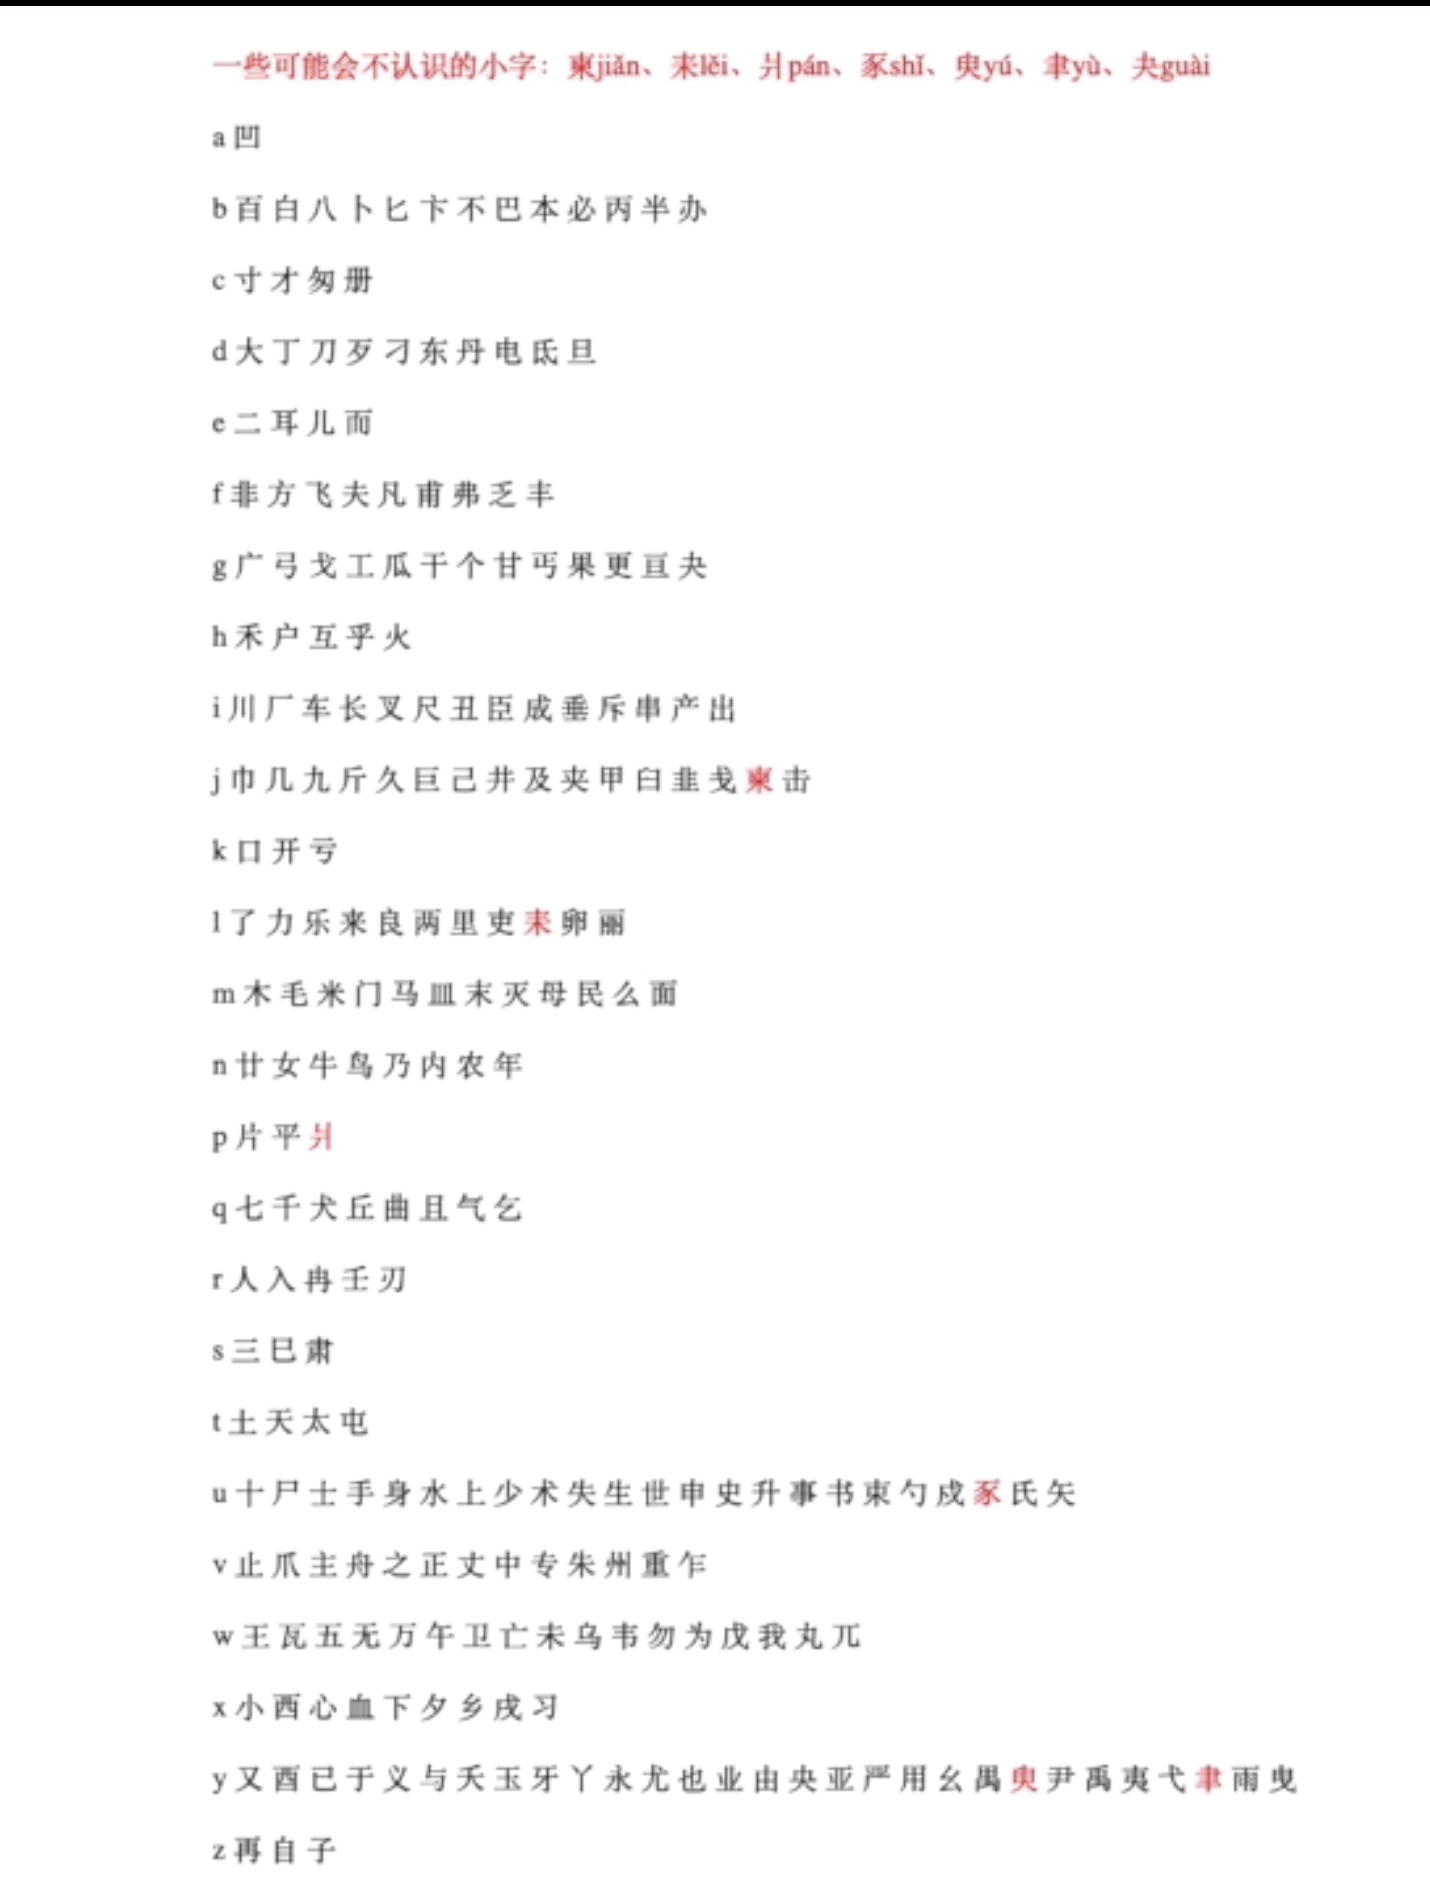 一些可能会不认识的小字：柬jiǎn、耒lěi、爿pán、豕shǐ、臾yú、聿yù、夬guài
a 凹
b 百 白 八 卜 匕 卞 不 巴 本 必 丙 半 办
c 寸 才 匆 册
d 大 丁 刀 歹 刁 东 丹 电 氐 旦
e 二 耳 儿 而
f 非 方 飞 夫 凡 甫 弗 乏 丰
g 广 弓 戈 工 瓜 干 个 甘 丐 果 更 亘 夬
h 禾 户 互 乎 火
i 川 厂 车 长 叉 尺 丑 臣 成 垂 斥 串 产 出
j 巾 几 九 斤 久 巨 己 井 及 夹 甲 臼 韭 戋 柬 击
k 口 开 亏
l 了 力 乐 来 良 两 里 吏 耒 卵 丽
m 木 毛 米 门 马 皿 末 灭 母 民 么 面
n 廿 女 牛 鸟 乃 内 农 年
p 片 平 爿
q 七 千 犬 丘 曲 且 气 乞
r 人 入 冉 壬 刃
s 三 巳 肃
t 土 天 太 屯
u 十 尸 士 手 身 水 上 少 术 失 生 世 申 史 升 事 书 束 勺 戍 豕 氏 矢
v 止 爪 主 舟 之 正 丈 中 专 朱 州 重 乍
w 王 瓦 五 无 万 午 卫 亡 未 乌 韦 勿 为 戊 我 丸 兀
x 小 西 心 血 下 夕 乡 戌 习
y 又 酉 已 于 义 与 夭 玉 牙 丫 永 尤 也 业 由 央 亚 严 用 幺 禺 臾 尹 禹 夷 弋 聿 雨 曳
z 再 自 子